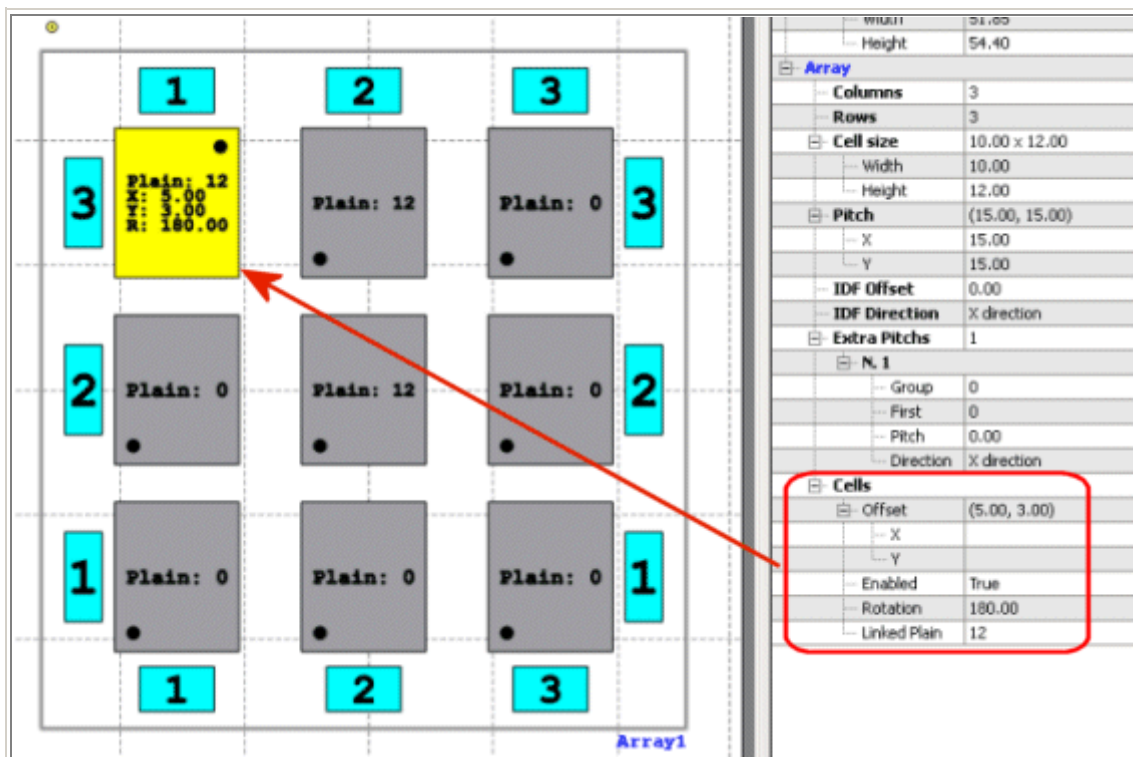 1 2 3
3 3
Plain: 12
X: 5.00
Y: 3.00
R: 180.00
Plain: 12
Plain: 0
2 2
Plain: 0
Plain: 12
Plain: 0
1 1
Plain: 0
Plain: 0
Plain: 0
1 2 3
Array1
Width 51.85
Height 54.40
Array
Columns 3
Rows 3
Cell size 10.00 x 12.00
Width 10.00
Height 12.00
Pitch (15.00, 15.00)
X 15.00
Y 15.00
IDF Offset 0.00
IDF Direction X direction
Extra Pitchs 1
N. 1
Group 0
First 0
Pitch 0.00
Direction X direction
Cells
Offset (5.00, 3.00)
X
Y
Enabled True
Rotation 180.00
Linked Plain 12